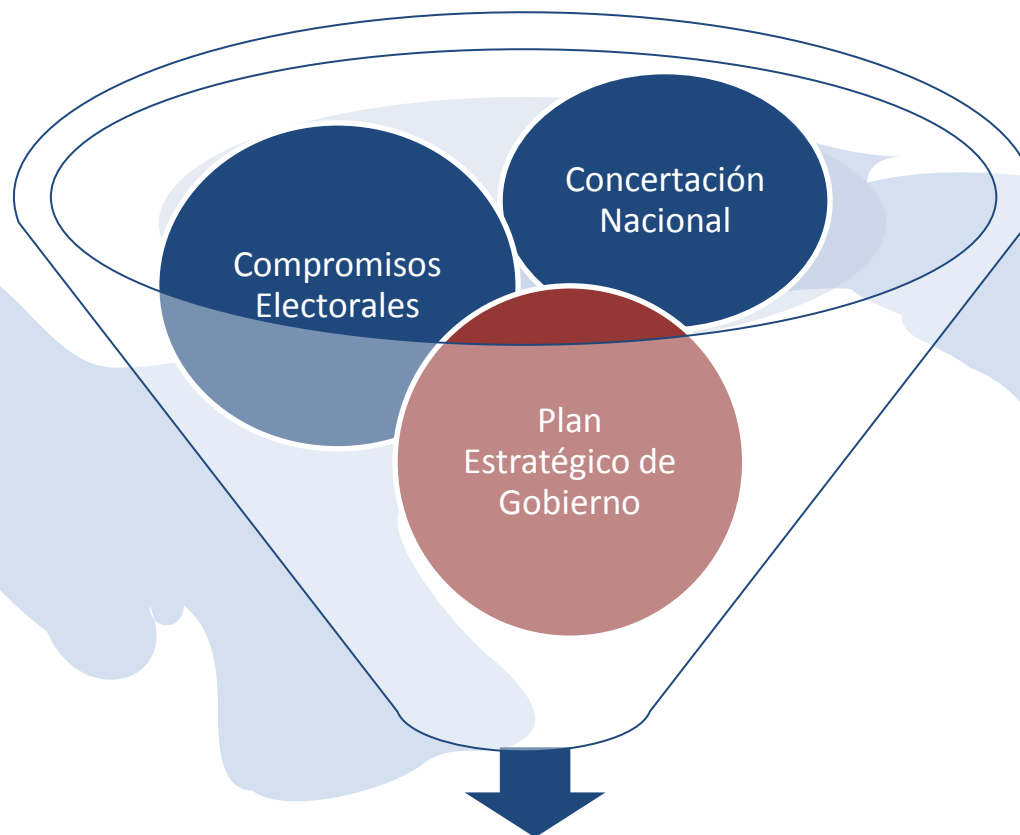 Concertación
Nacional
Compromisos
Electorales
Plan
Estratégico de
Gobierno